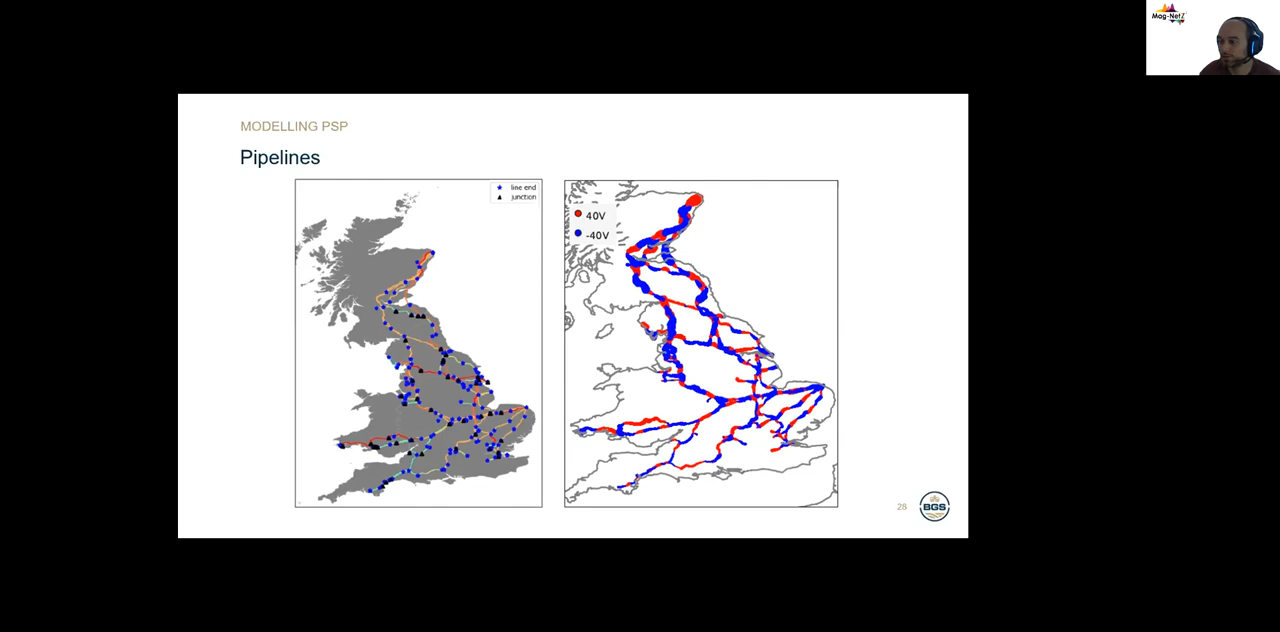 Mag-NetZ
MODELLING PSP
Pipelines
line end
junction
40V
-40V
28
BGS